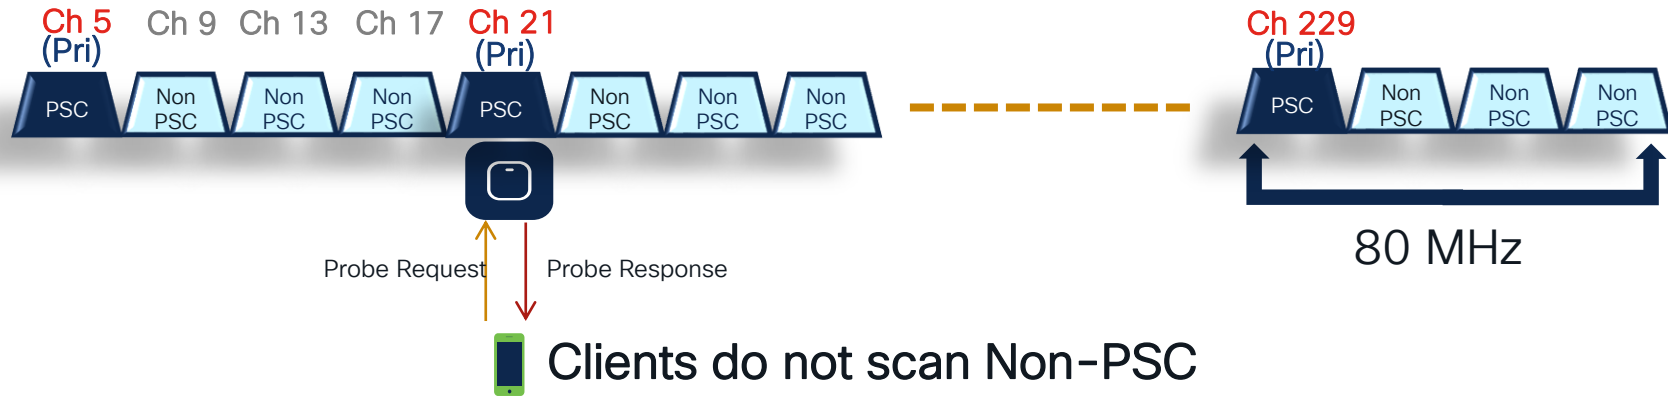 Ch 5 Ch 9 Ch 13 Ch 17 Ch 21 Ch 229
(Pri) (Pri) (Pri)
PSC Non PSC Non PSC Non PSC PSC Non PSC Non PSC Non PSC PSC Non PSC Non PSC Non PSC
80 MHz
Probe Request Probe Response
Clients do not scan Non-PSC